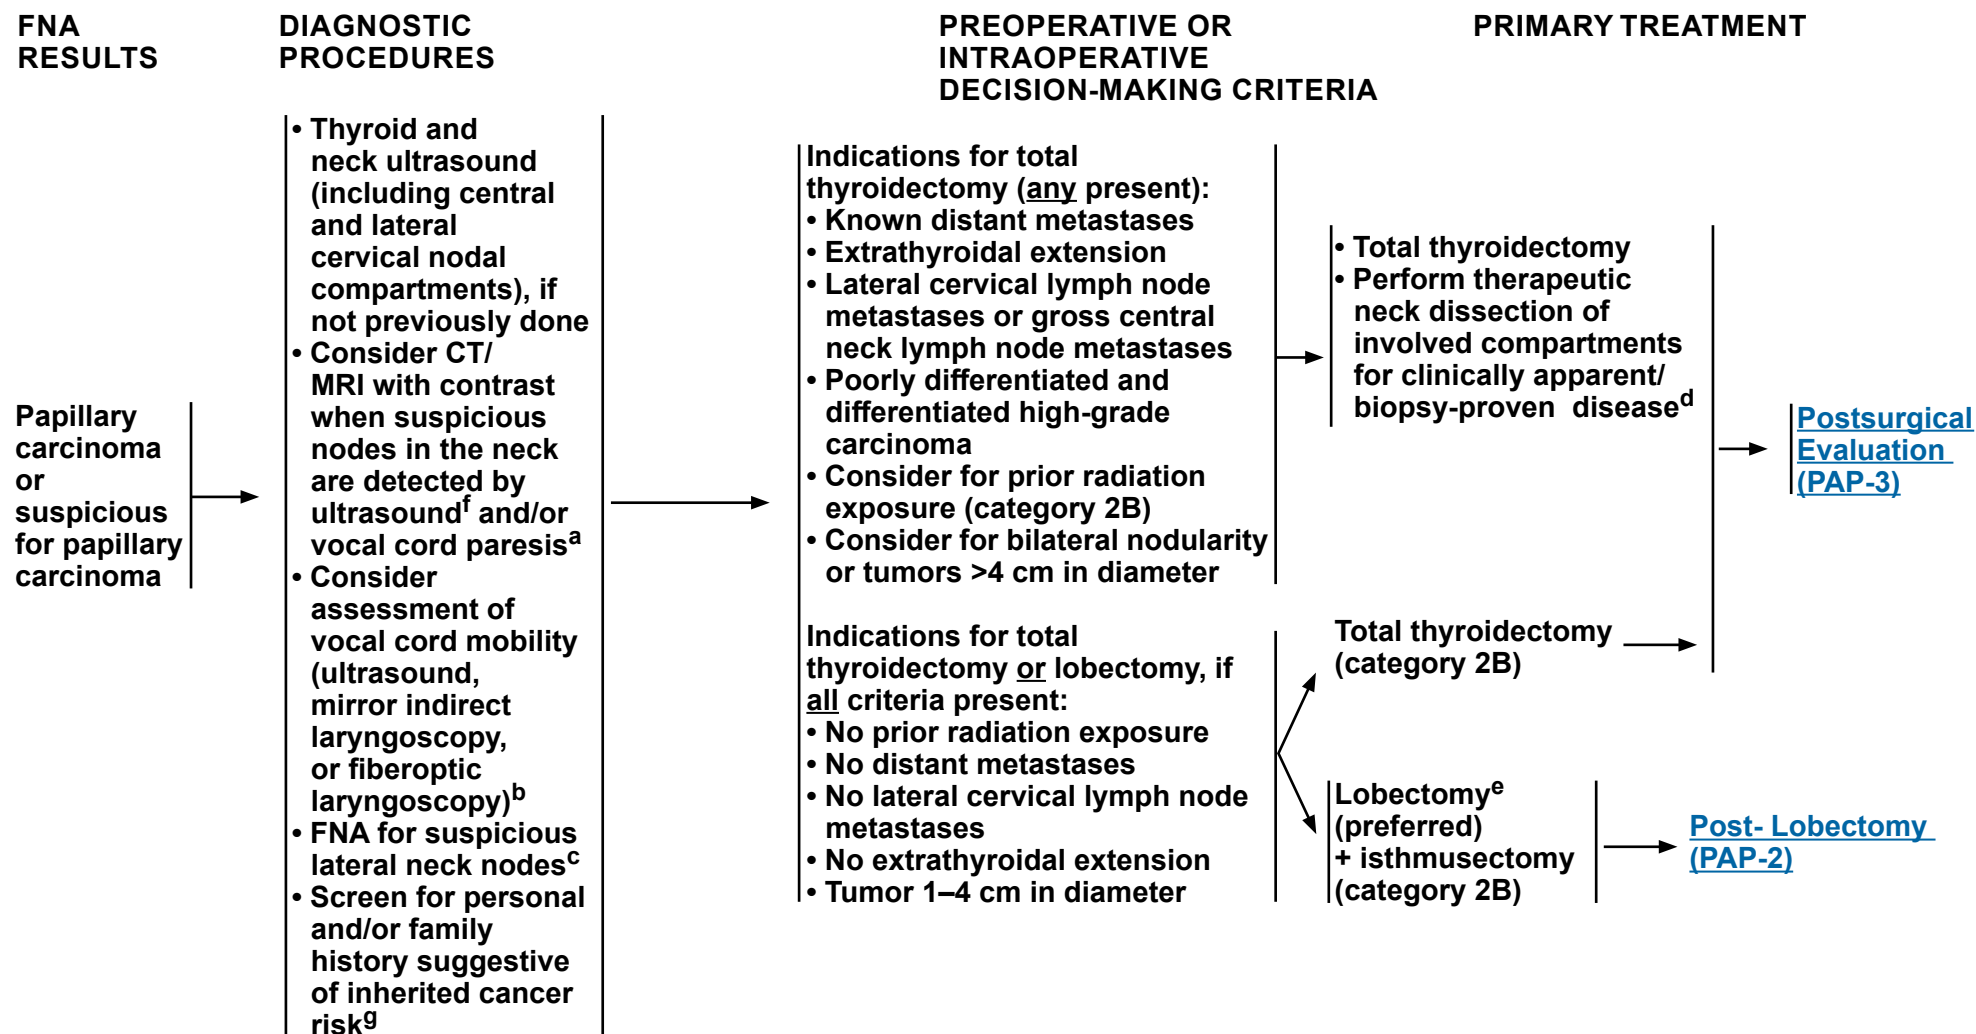 FNA
RESULTS
DIAGNOSTIC
PROCEDURES
PREOPERATIVE OR
INTRAOPERATIVE
DECISION-MAKING CRITERIA
PRIMARY TREATMENT
Papillary
carcinoma
or
suspicious
for papillary
carcinoma
• Thyroid and
neck ultrasound
(including central
and lateral
cervical nodal
compartments), if
not previously done
• Consider CT/
MRI with contrast
when suspicious
nodes in the neck
are detected by
ultrasoundf and/or
vocal cord paresisa
• Consider
assessment of
vocal cord mobility
(ultrasound,
mirror indirect
laryngoscopy,
or fiberoptic
laryngoscopy)b
• FNA for suspicious
lateral neck nodesc
• Screen for personal
and/or family
history suggestive
of inherited cancer
riskg
Indications for total
thyroidectomy (any present):
• Known distant metastases
• Extrathyroidal extension
• Lateral cervical lymph node
metastases or gross central
neck lymph node metastases
• Poorly differentiated and
differentiated high-grade
carcinoma
• Consider for prior radiation
exposure (category 2B)
• Consider for bilateral nodularity
or tumors >4 cm in diameter
Indications for total
thyroidectomy or lobectomy, if
all criteria present:
• No prior radiation exposure
• No distant metastases
• No lateral cervical lymph node
metastases
• No extrathyroidal extension
• Tumor 1–4 cm in diameter
• Total thyroidectomy
• Perform therapeutic
neck dissection of
involved compartments
for clinically apparent/
biopsy-proven disease d
Total thyroidectomy
(category 2B)
Lobectomye
(preferred)
+ isthmusectomy
(category 2B)
Postsurgical
Evaluation
(PAP-3)
Post- Lobectomy
(PAP-2)